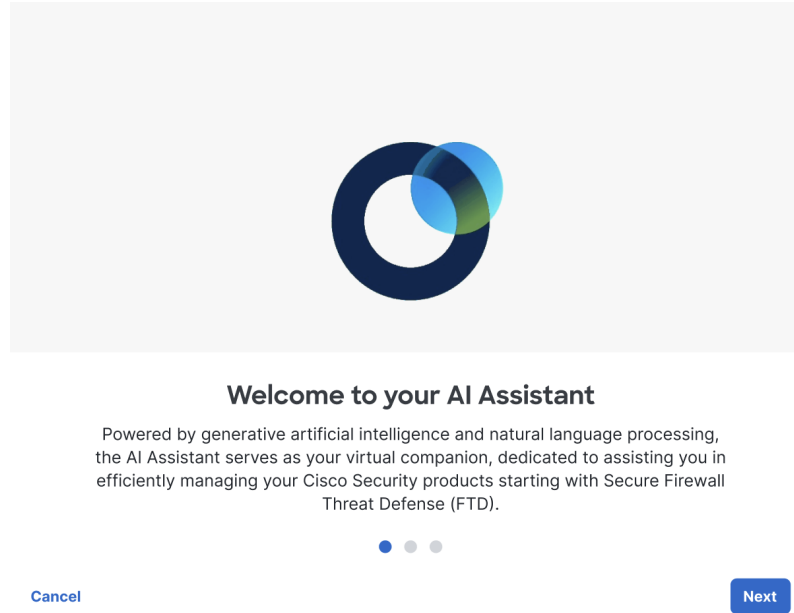 Welcome to your AI Assistant
Powered by generative artificial intelligence and natural language processing,
the AI Assistant serves as your virtual companion, dedicated to assisting you in
efficiently managing your Cisco Security products starting with Secure Firewall
Threat Defense (FTD).
Cancel
Next